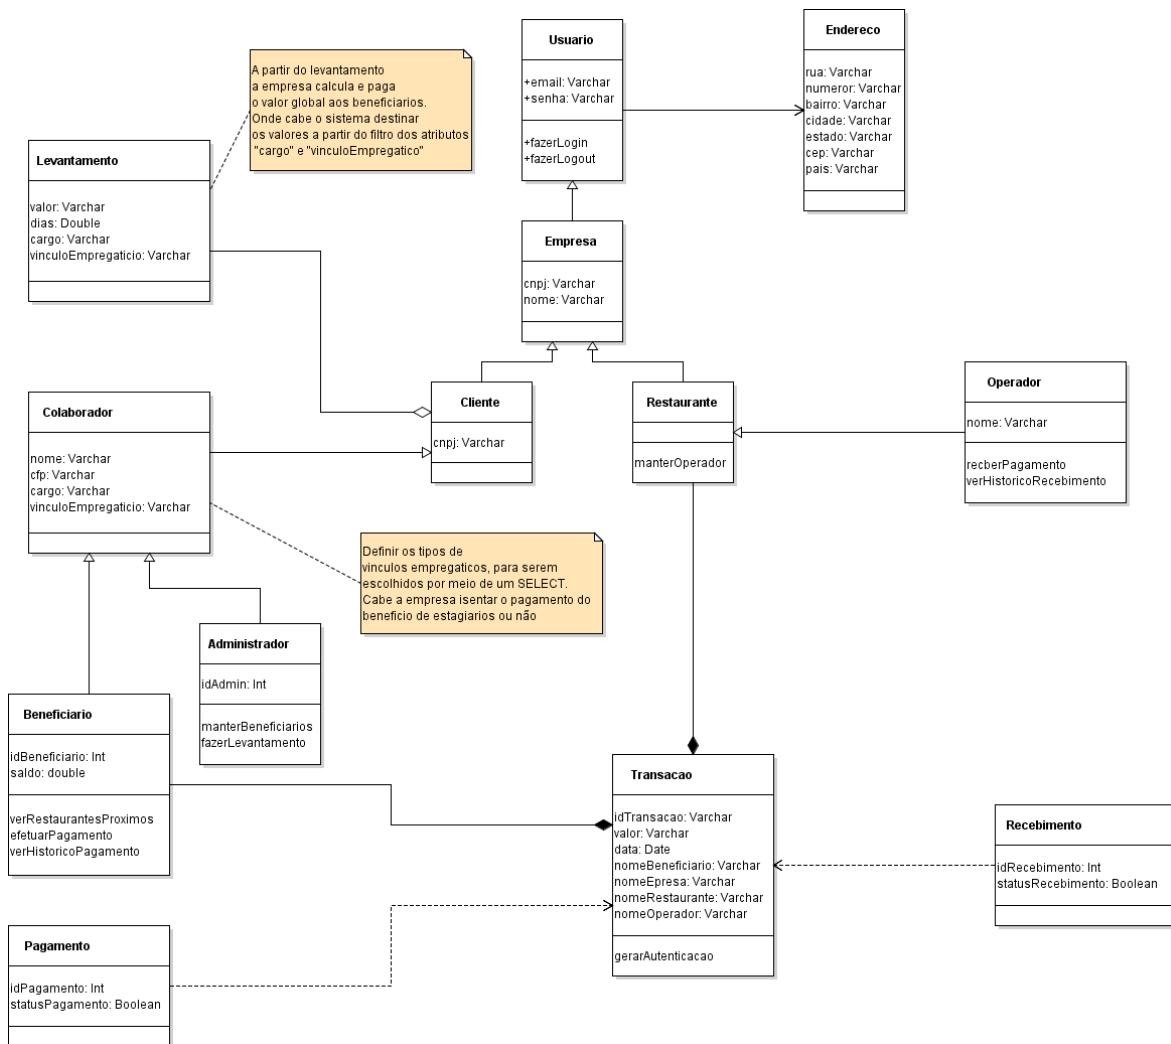 Usuario
+email: Varchar
+senha: Varchar
+fazerLogin
+fazerLogout
Endereco
rua: Varchar
numeror: Varchar
bairro: Varchar
cidade: Varchar
estado: Varchar
cep: Varchar
pais: Varchar
A partir do levantamento
a empresa calcula e paga
o valor global aos beneficiarios.
Onde cabe o sistema destinar
os valores a partir do filtro dos atributos
"cargo" e "vinculoEmpregatico"
Levantamento
valor: Varchar
dias: Double
cargo: Varchar
vinculoEmpregaticio: Varchar
Empresa
cnpj: Varchar
nome: Varchar
Cliente
cnpj: Varchar
Restaurante
manterOperador
Operador
nome: Varchar
recberPagamento
verHistoricoRecebimento
Colaborador
nome: Varchar
cfp: Varchar
cargo: Varchar
vinculoEmpregaticio: Varchar
Definir os tipos de
vinculos empregaticos, para serem
escolhidos por meio de um SELECT.
Cabe a empresa isentar o pagamento do
beneficio de estagiarios ou não
Administrador
idAdmin: Int
manterBeneficiarios
fazerLevantamento
Beneficiario
idBeneficiario: Int
saldo: double
verRestaurantesProximos
efetuarPagamento
verHistoricoPagamento
Transacao
idTransacao: Varchar
valor: Varchar
data: Date
nomeBeneficiario: Varchar
nomeEpresa: Varchar
nomeRestaurante: Varchar
nomeOperador: Varchar
gerarAutenticacao
Recebimento
idRecebimento: Int
statusRecebimento: Boolean
Pagamento
idPagamento: Int
statusPagamento: Boolean